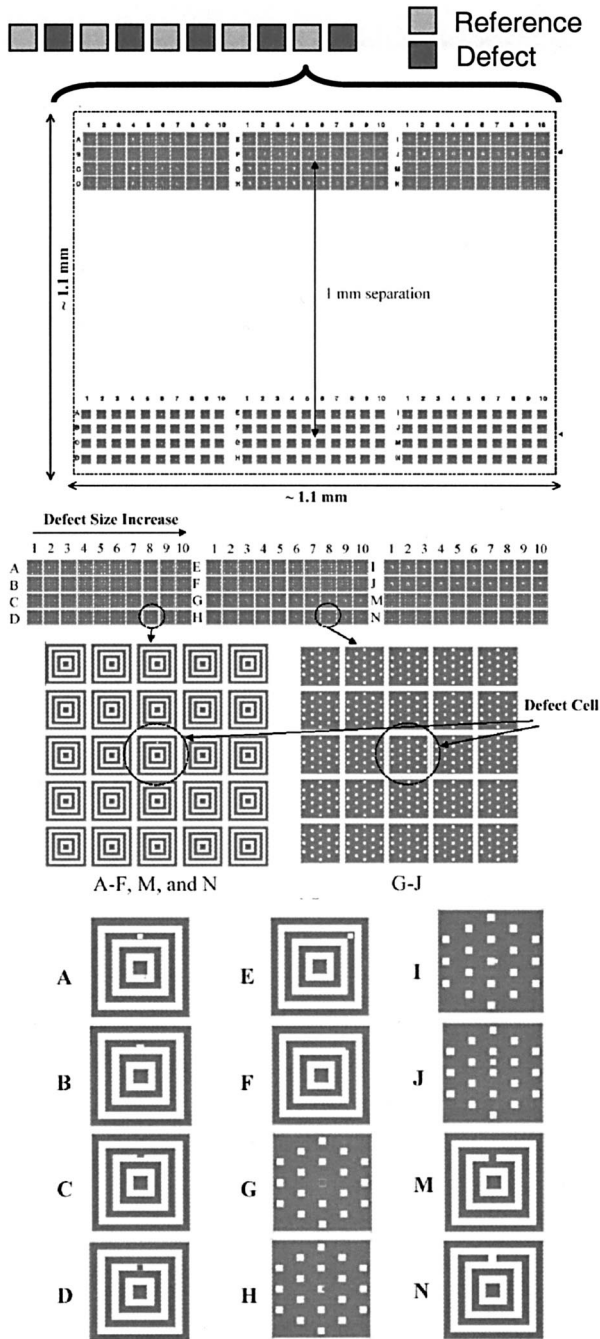 Reference
Defect
1 2 3 4 5 6 7 8 9 10 1 2 3 4 5 6 7 8 9 10 1 2 3 4 5 6 7 8 9 10
A E I
F J
C M
D
~ 1.1 mm
1 mm separation
1 2 3 4 5 6 7 8 9 10 1 2 3 4 5 6 7 8 9 10 1 2 3 4 5 6 7 8 9 10
A E I
B F J
M
D H
~ 1.1 mm
Defect Size Increase
1 2 3 4 5 6 7 8 9 10 1 2 3 4 5 6 7 8 9 10 1 2 3 4 5 6 7 8 9 10
A E I
B F J
C G M
D H N
Defect Cell
A-F, M, and N G-J
A E I
B F J
C G M
D H N